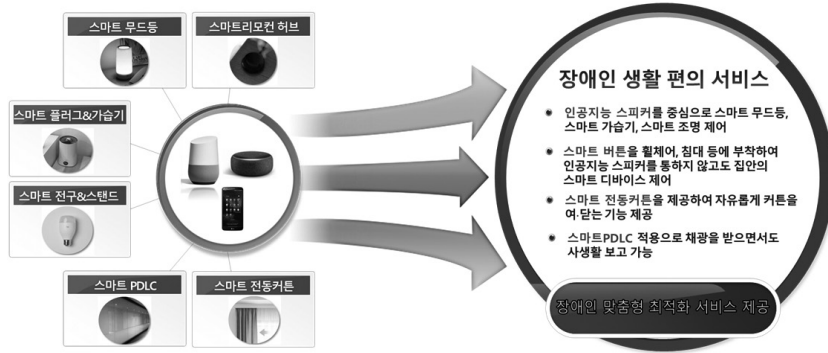 스마트 무드등
스마트리모컨 허브
스마트 플러그&가습기
스마트 전구&스탠드
스마트 PDLC
스마트 전동커튼
장애인 생활 편의 서비스
인공지능 스피커를 중심으로 스마트 무드등,
스마트 가습기, 스마트 조명 제어
스마트 버튼을 휠체어, 침대 등에 부착하여
인공지능 스피커를 통하지 않고도 집안의
스마트 디바이스 제어
스마트 전동커튼을 제공하여 자유롭게 커튼을
여·닫는 기능 제공
스마트PDLC 적용으로 채광을 받으면서도
사생활 보고 가능
장애인 맞춤형 최적화 서비스 제공